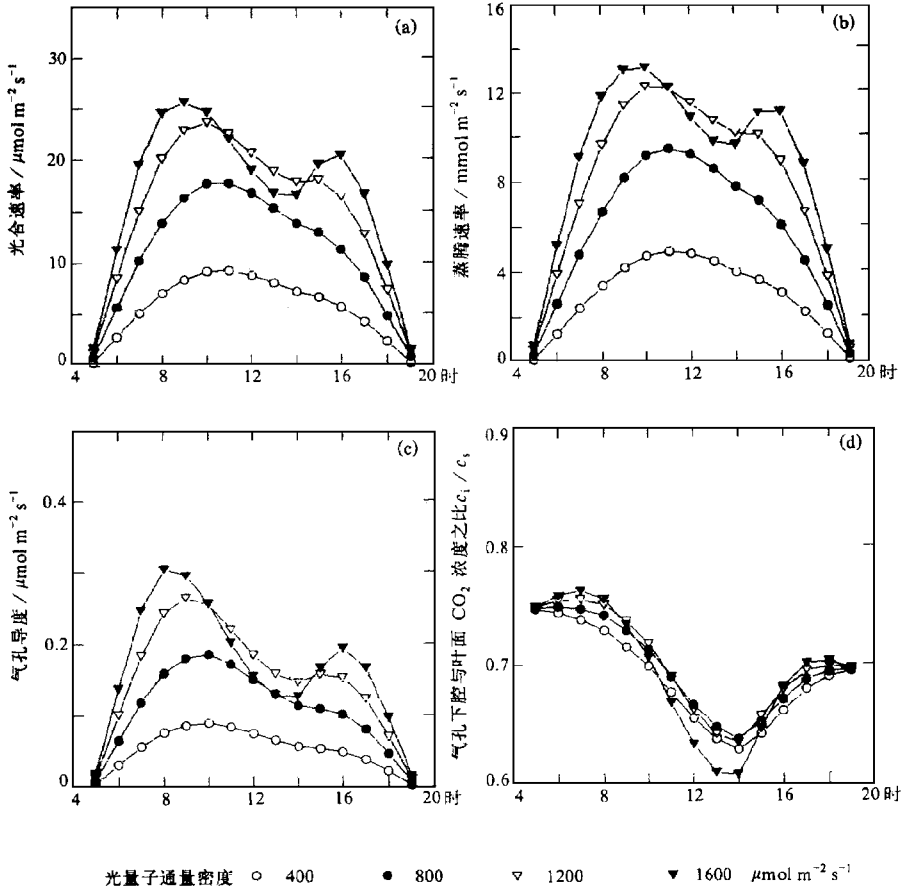 (a)
光合速率 / μmol m⁻² s⁻¹
30
20
10
0
4
8
12
16
20 时
(b)
蒸腾速率 / mmol m⁻² s⁻¹
16
12
8
4
0
4
8
12
16
20 时
(c)
气孔导度 / μmol m⁻² s⁻¹
0.4
0.2
0
4
8
12
16
20 时
(d)
气孔下腔与叶面 CO₂ 浓度之比 cᵢ / cₛ
0.9
0.8
0.7
0.6
4
8
12
16
20 时
光量子通量密度 ○ 400 ● 800 ▽ 1200 ▼ 1600 μmol m⁻² s⁻¹